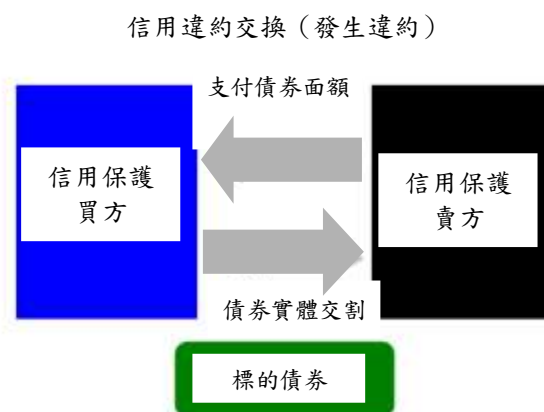 信用違約交換（發生違約）
支付債券面額
信用保護
買方
信用保護
賣方
債券實體交割
標的債券